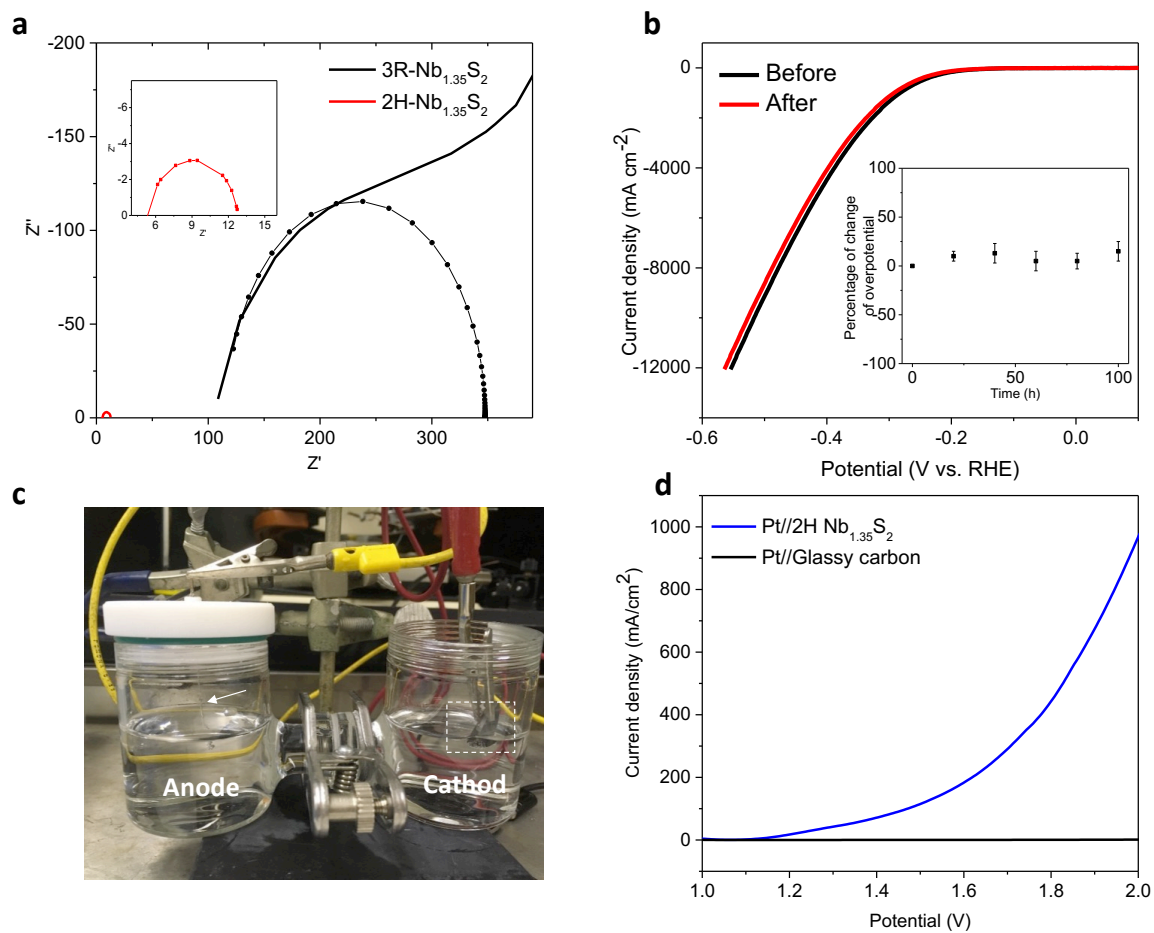 a
-200
-150
-100
-50
0
Z"
0
100
200
300
Z'
3R-Nb1.35S2
2H-Nb1.35S2
-6
-4
-2
0
Z"
6
9
12
15
Z'
b
0
-4000
-8000
-12000
Current density (mA cm-2)
-0.6
-0.4
-0.2
0.0
Potential (V vs. RHE)
Before
After
100
50
0
-50
-100
Percentage of change
of overpotential
0
50
100
Time (h)
c
Anode
Cathod
d
1000
800
600
400
200
0
Current density (mA/cm2)
1.0
1.2
1.4
1.6
1.8
2.0
Potential (V)
Pt//2H Nb1.35S2
Pt//Glassy carbon